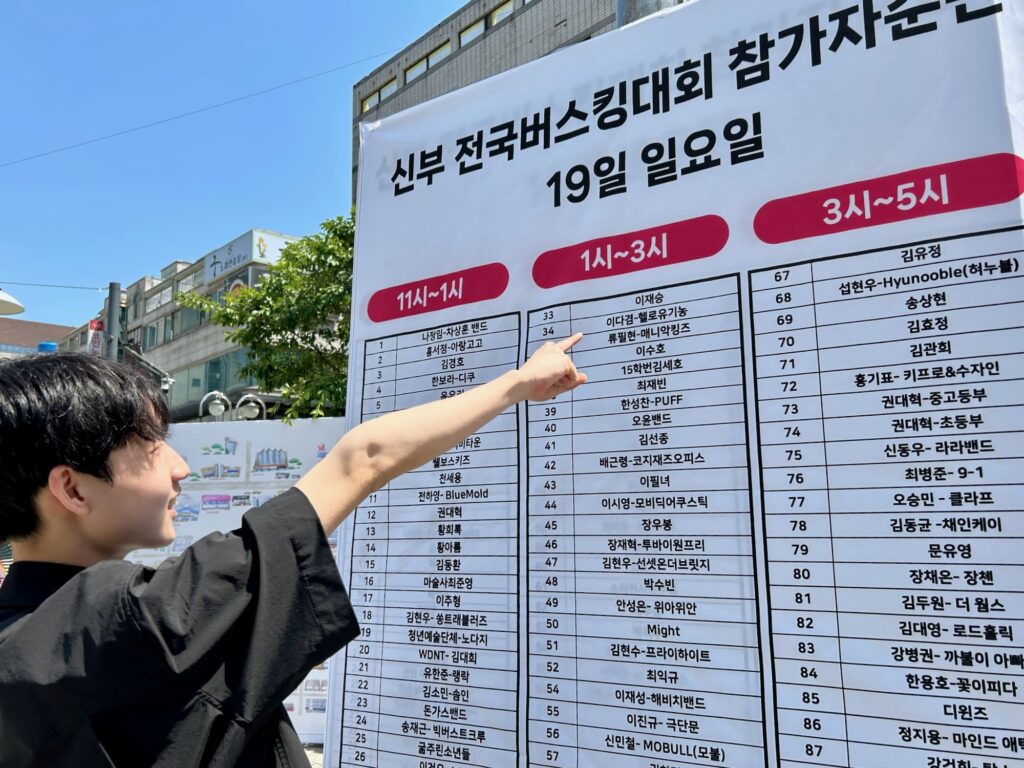 신부 전국버스킹대회 참가자순번
19일 일요일
11시~1시
1 나정임-차상훈 밴드
2 홍서정-아랑고고
3 김경호
4 한보라-디쿠
5
웰보스키즈
천세용
11 전하영- BlueMold
12 권대혁
13 황희록
14 황아름
15 김동환
16 마술사최준영
17 이주형
18 김현우- 쏭트래블러즈
19 청년예술단체-노다지
20 WDNT- 김대회
21 유한준-랭락
22 김소민-솜인
23 돈가스밴드
24 송재근- 빅버스트크루
25 굶주린소년들
26
1시~3시
33 이재승
34 이다겸-헬로유기농
류필현-매니악킹즈
이수호
15학번김세호
최재빈
39 한성찬-PUFF
40 오윤밴드
41 김선종
42 배근령-코지재즈오피스
43 이필녀
44 이시영-모비딕어쿠스틱
45 장우봉
46 장재혁-투바이원프리
47 김현우-선셋온더브릿지
48 박수빈
49 안성은- 위아위안
50 Might
51 김현수-프라이하이트
52 최익규
54 이재성-해비치밴드
55 이진규- 극단문
56 신민철- MOBULL(모불)
57
3시~5시
67 김유정
68 섭현우-Hyunooble(혀누블)
69 송상현
70 김효정
71 김관회
72 홍기표- 키프로&수자인
73 권대혁-중고등부
74 권대혁-초등부
75 신동우- 라라밴드
76 최병준- 9-1
77 오승민 - 클라프
78 김동균 -채인케이
79 문유영
80 장채은- 장첸
81 김두원- 더 웜스
82 김대영- 로드홀릭
83 강병권- 까불이 아빠
84 한용호-꽃이피다
85 디원즈
86 정지용- 마인드
87